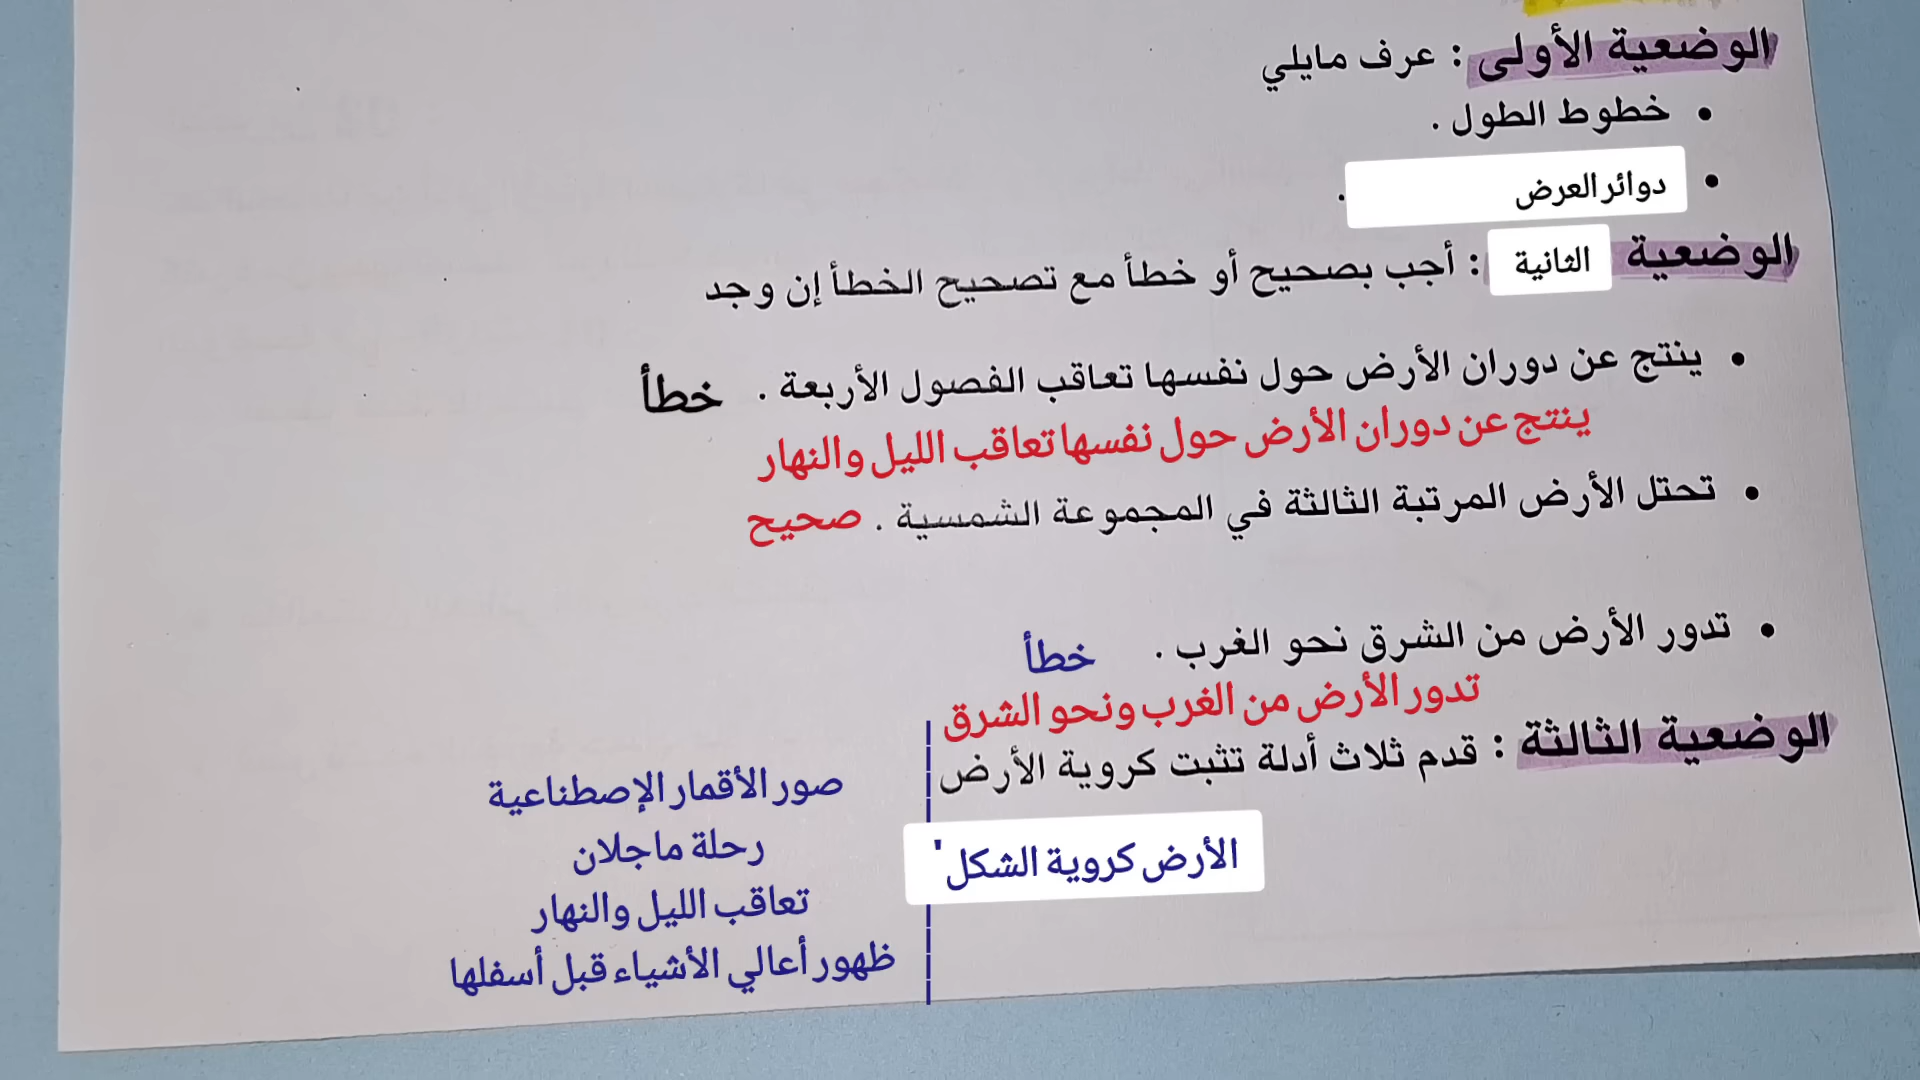 الوضعية الأولى : عرف مايلي
• خطوط الطول .
• دوائر العرض .
الوضعية الثانية : أجب بصحيح أو خطأ مع تصحيح الخطأ إن وجد
• ينتج عن دوران الأرض حول نفسها تعاقب الفصول الأربعة . خطأ
ينتج عن دوران الأرض حول نفسها تعاقب الليل والنهار
• تحتل الأرض المرتبة الثالثة في المجموعة الشمسية . صحيح
• تدور الأرض من الشرق نحو الغرب . خطأ
تدور الأرض من الغرب ونحو الشرق
الوضعية الثالثة : قدم ثلاث أدلة تثبت كروية الأرض
الأرض كروية الشكل
صور الأقمار الإصطناعية
رحلة ماجلان
تعاقب الليل والنهار
ظهور أعالي الأشياء قبل أسفلها